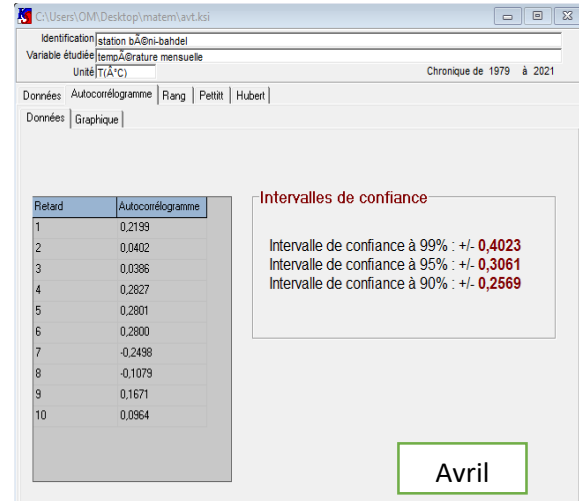 C:\Users\OM\Desktop\matem\avt.ksi
Identification station bÃ©ni-bahdel
Variable étudiée tempÃ©rature mensuelle
Unité T(Â°C) Chronique de 1979 à 2021
Données Autocorrélogramme Rang Pettitt Hubert
Données Graphique
Retard Autocorrélogramme
1 0,2199
2 0,0402
3 0,0386
4 0,2827
5 0,2801
6 0,2800
7 -0,2498
8 -0,1079
9 0,1671
10 0,0964
Intervalles de confiance
Intervalle de confiance à 99% : +/- 0,4023
Intervalle de confiance à 95% : +/- 0,3061
Intervalle de confiance à 90% : +/- 0,2569
Avril